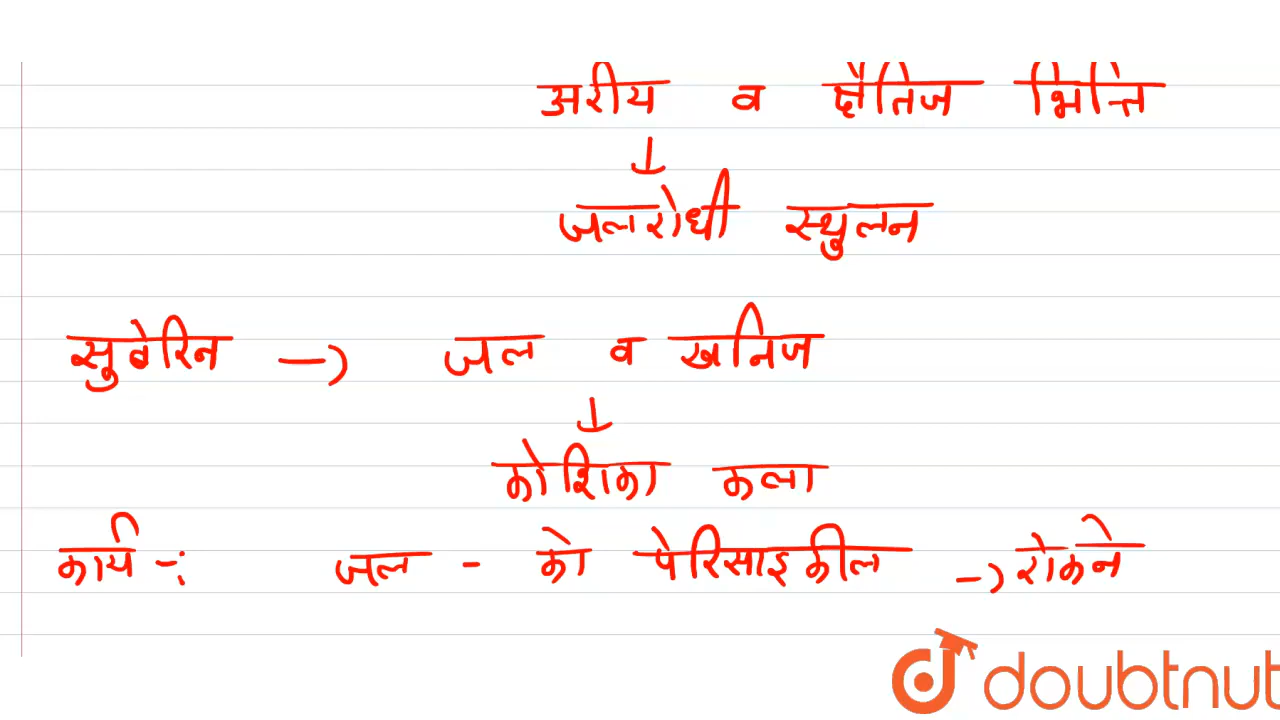 अरीय व क्षैतिज भित्ति
↓
जलरोधी स्थुलन
सुवेरिन → जल व खनिज
↓
कोशिका कला
कार्य -: जल - को पेरिसाइकील → रोकने
doubtnut